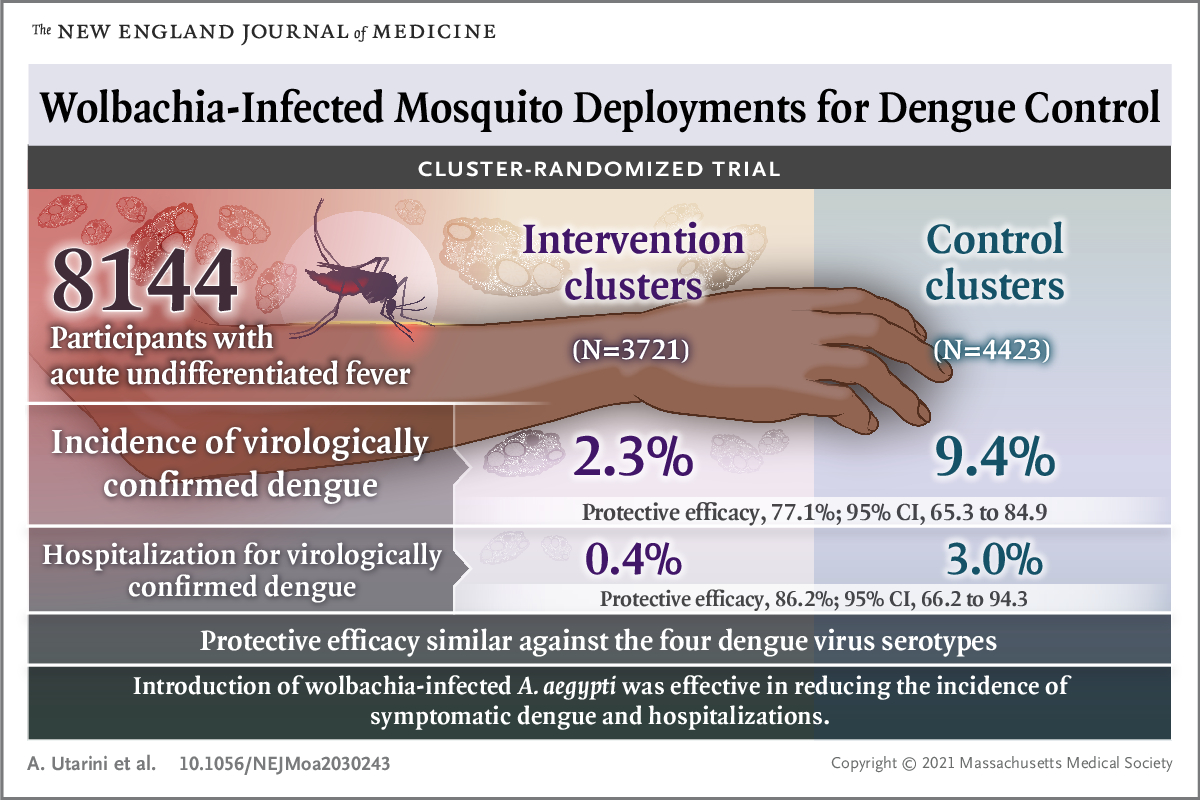 The NEW ENGLAND JOURNAL of MEDICINE
Wolbachia-Infected Mosquito Deployments for Dengue Control
CLUSTER-RANDOMIZED TRIAL
8144
Participants with
acute undifferentiated fever
Intervention
clusters
(N=3721)
Control
clusters
(N=4423)
Incidence of virologically
confirmed dengue
2.3%
9.4%
Protective efficacy, 77.1%; 95% CI, 65.3 to 84.9
Hospitalization for virologically
confirmed dengue
0.4%
3.0%
Protective efficacy, 86.2%; 95% CI, 66.2 to 94.3
Protective efficacy similar against the four dengue virus serotypes
Introduction of wolbachia-infected A. aegypti was effective in reducing the incidence of
symptomatic dengue and hospitalizations.
A. Utarini et al. 10.1056/NEJMoa2030243
Copyright © 2021 Massachusetts Medical Society